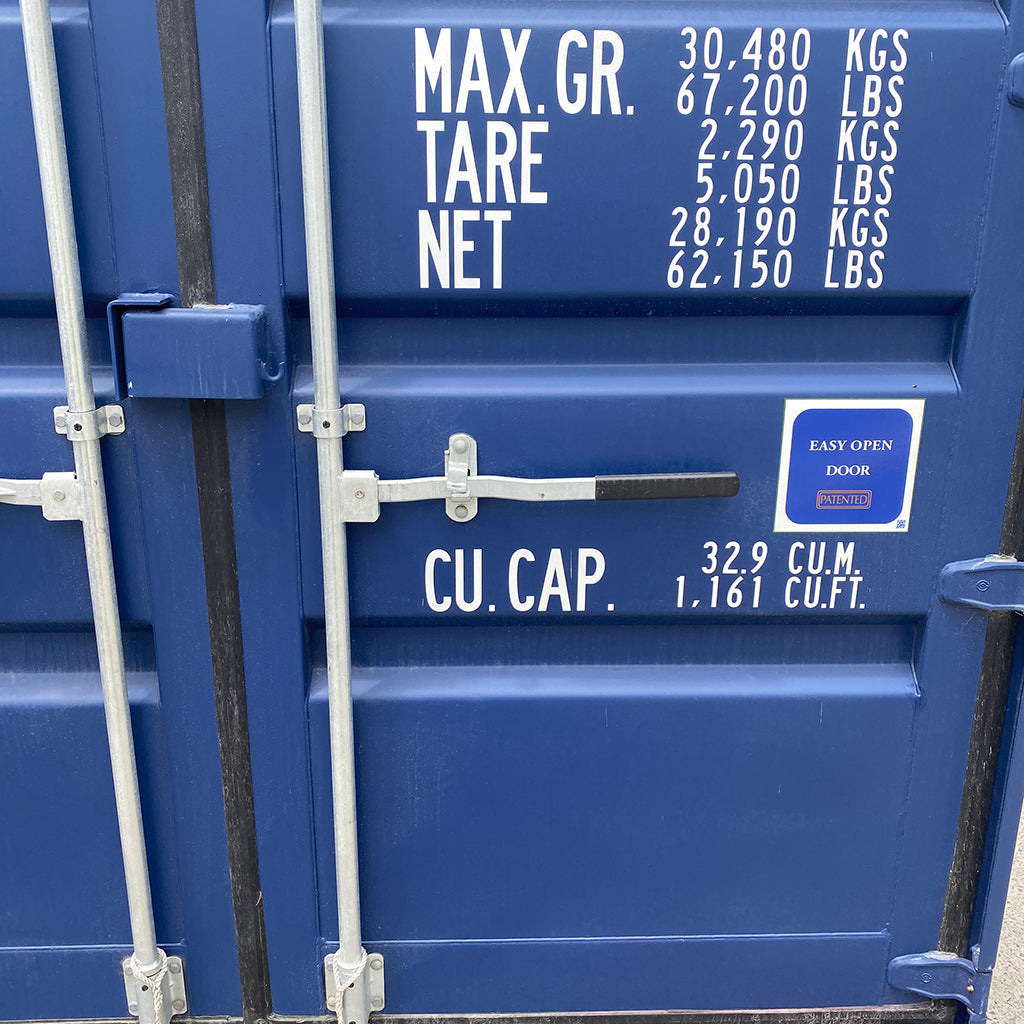 MAX. GR. 30,480 KGS
67,200 LBS
TARE 2,290 KGS
5,050 LBS
NET 28,190 KGS
62,150 LBS
EASY OPEN
DOOR
PATENTED
CU. CAP. 32.9 CU.M.
1,161 CU.FT.